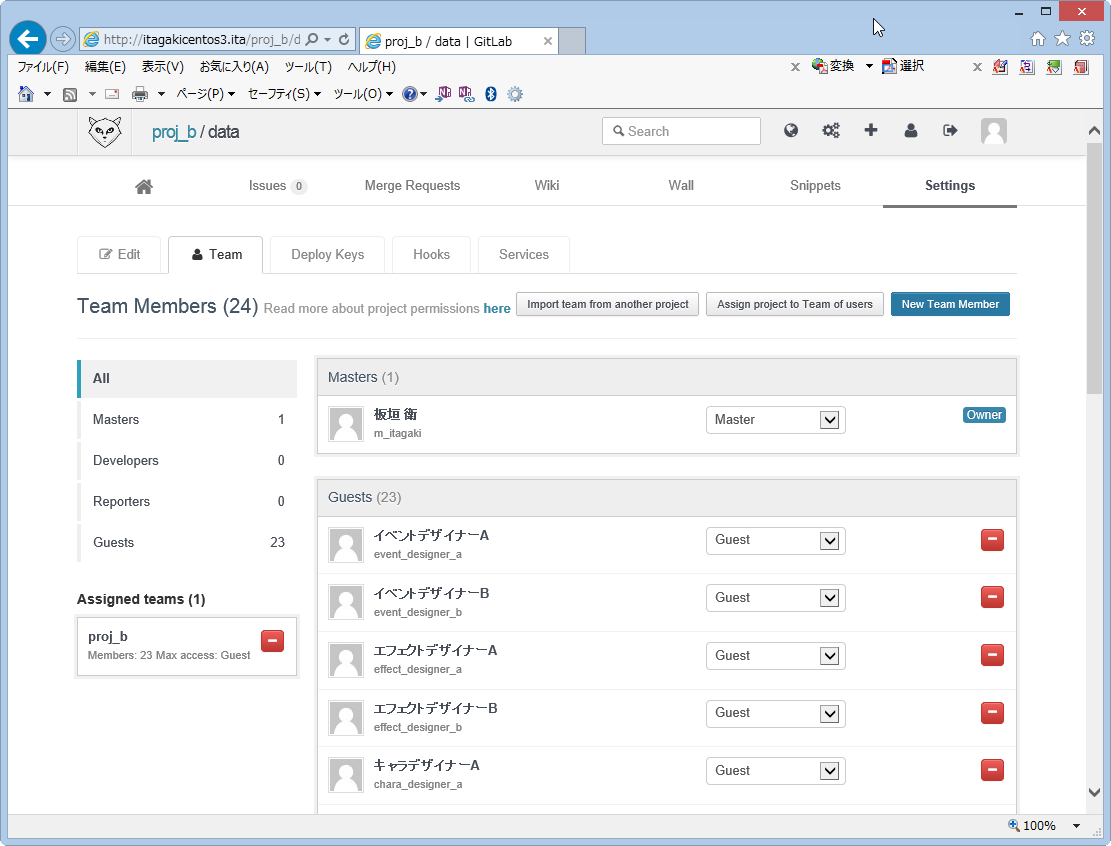 http://itagakicentos3.ita/proj_b/d
proj_b / data | GitLab
ファイル(F) 編集(E) 表示(V) お気に入り(A) ツール(T) ヘルプ(H)
x 変換 選択 x
ページ(P) セーフティ(S) ツール(O)
proj_b / data
Search
Issues 0 Merge Requests Wiki Wall Snippets Settings
Edit Team Deploy Keys Hooks Services
Team Members (24) Read more about project permissions here
Import team from another project Assign project to Team of users New Team Member
All
Masters 1
Developers 0
Reporters 0
Guests 23
Assigned teams (1)
proj_b
Members: 23 Max access: Guest
Masters (1)
板垣 衛
m_itagaki
Master
Owner
Guests (23)
イベントデザイナーA
event_designer_a
Guest
イベントデザイナーB
event_designer_b
Guest
エフェクトデザイナーA
effect_designer_a
Guest
エフェクトデザイナーB
effect_designer_b
Guest
キャラデザイナーA
chara_designer_a
Guest
100%